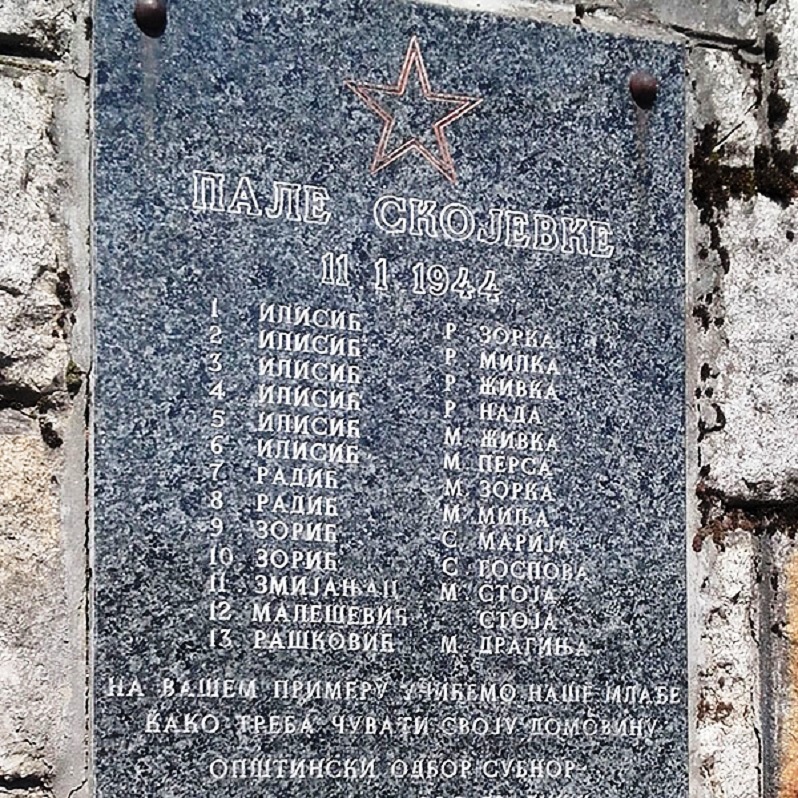 ПАЛЕ СКОЈЕВКЕ
11 1 1944
1 ИЛИСИЋ Р ЗОРКА
2 ИЛИСИЋ Р МИЛКА
3 ИЛИСИЋ Р ЖИВКА
4 ИЛИСИЋ Р НАДА
5 ИЛИСИЋ М ЖИВКА
6 ИЛИСИЋ М ПЕРСА
7 РАДИЋ М ЗОРКА
8 РАДИЋ М МИЉА
9 ЗОРИЋ С МАРИЈА
10 ЗОРИЋ С ГОСПОВА
11 ЗМИЈАЊАЦ М СТОЈА
12 МАЛЕШЕВИЋ СТОЈА
13 РАШКОВИЋ М ДРАГИЊА
НА ВАШЕМ ПРИМЕРУ УЧИЋЕМО НАШЕ МЛАЂЕ
КАКО ТРЕБА ЧУВАТИ СВОЈУ ДОМОВИНУ
ОПШТИНСКИ ОДБОР СУБНОР-